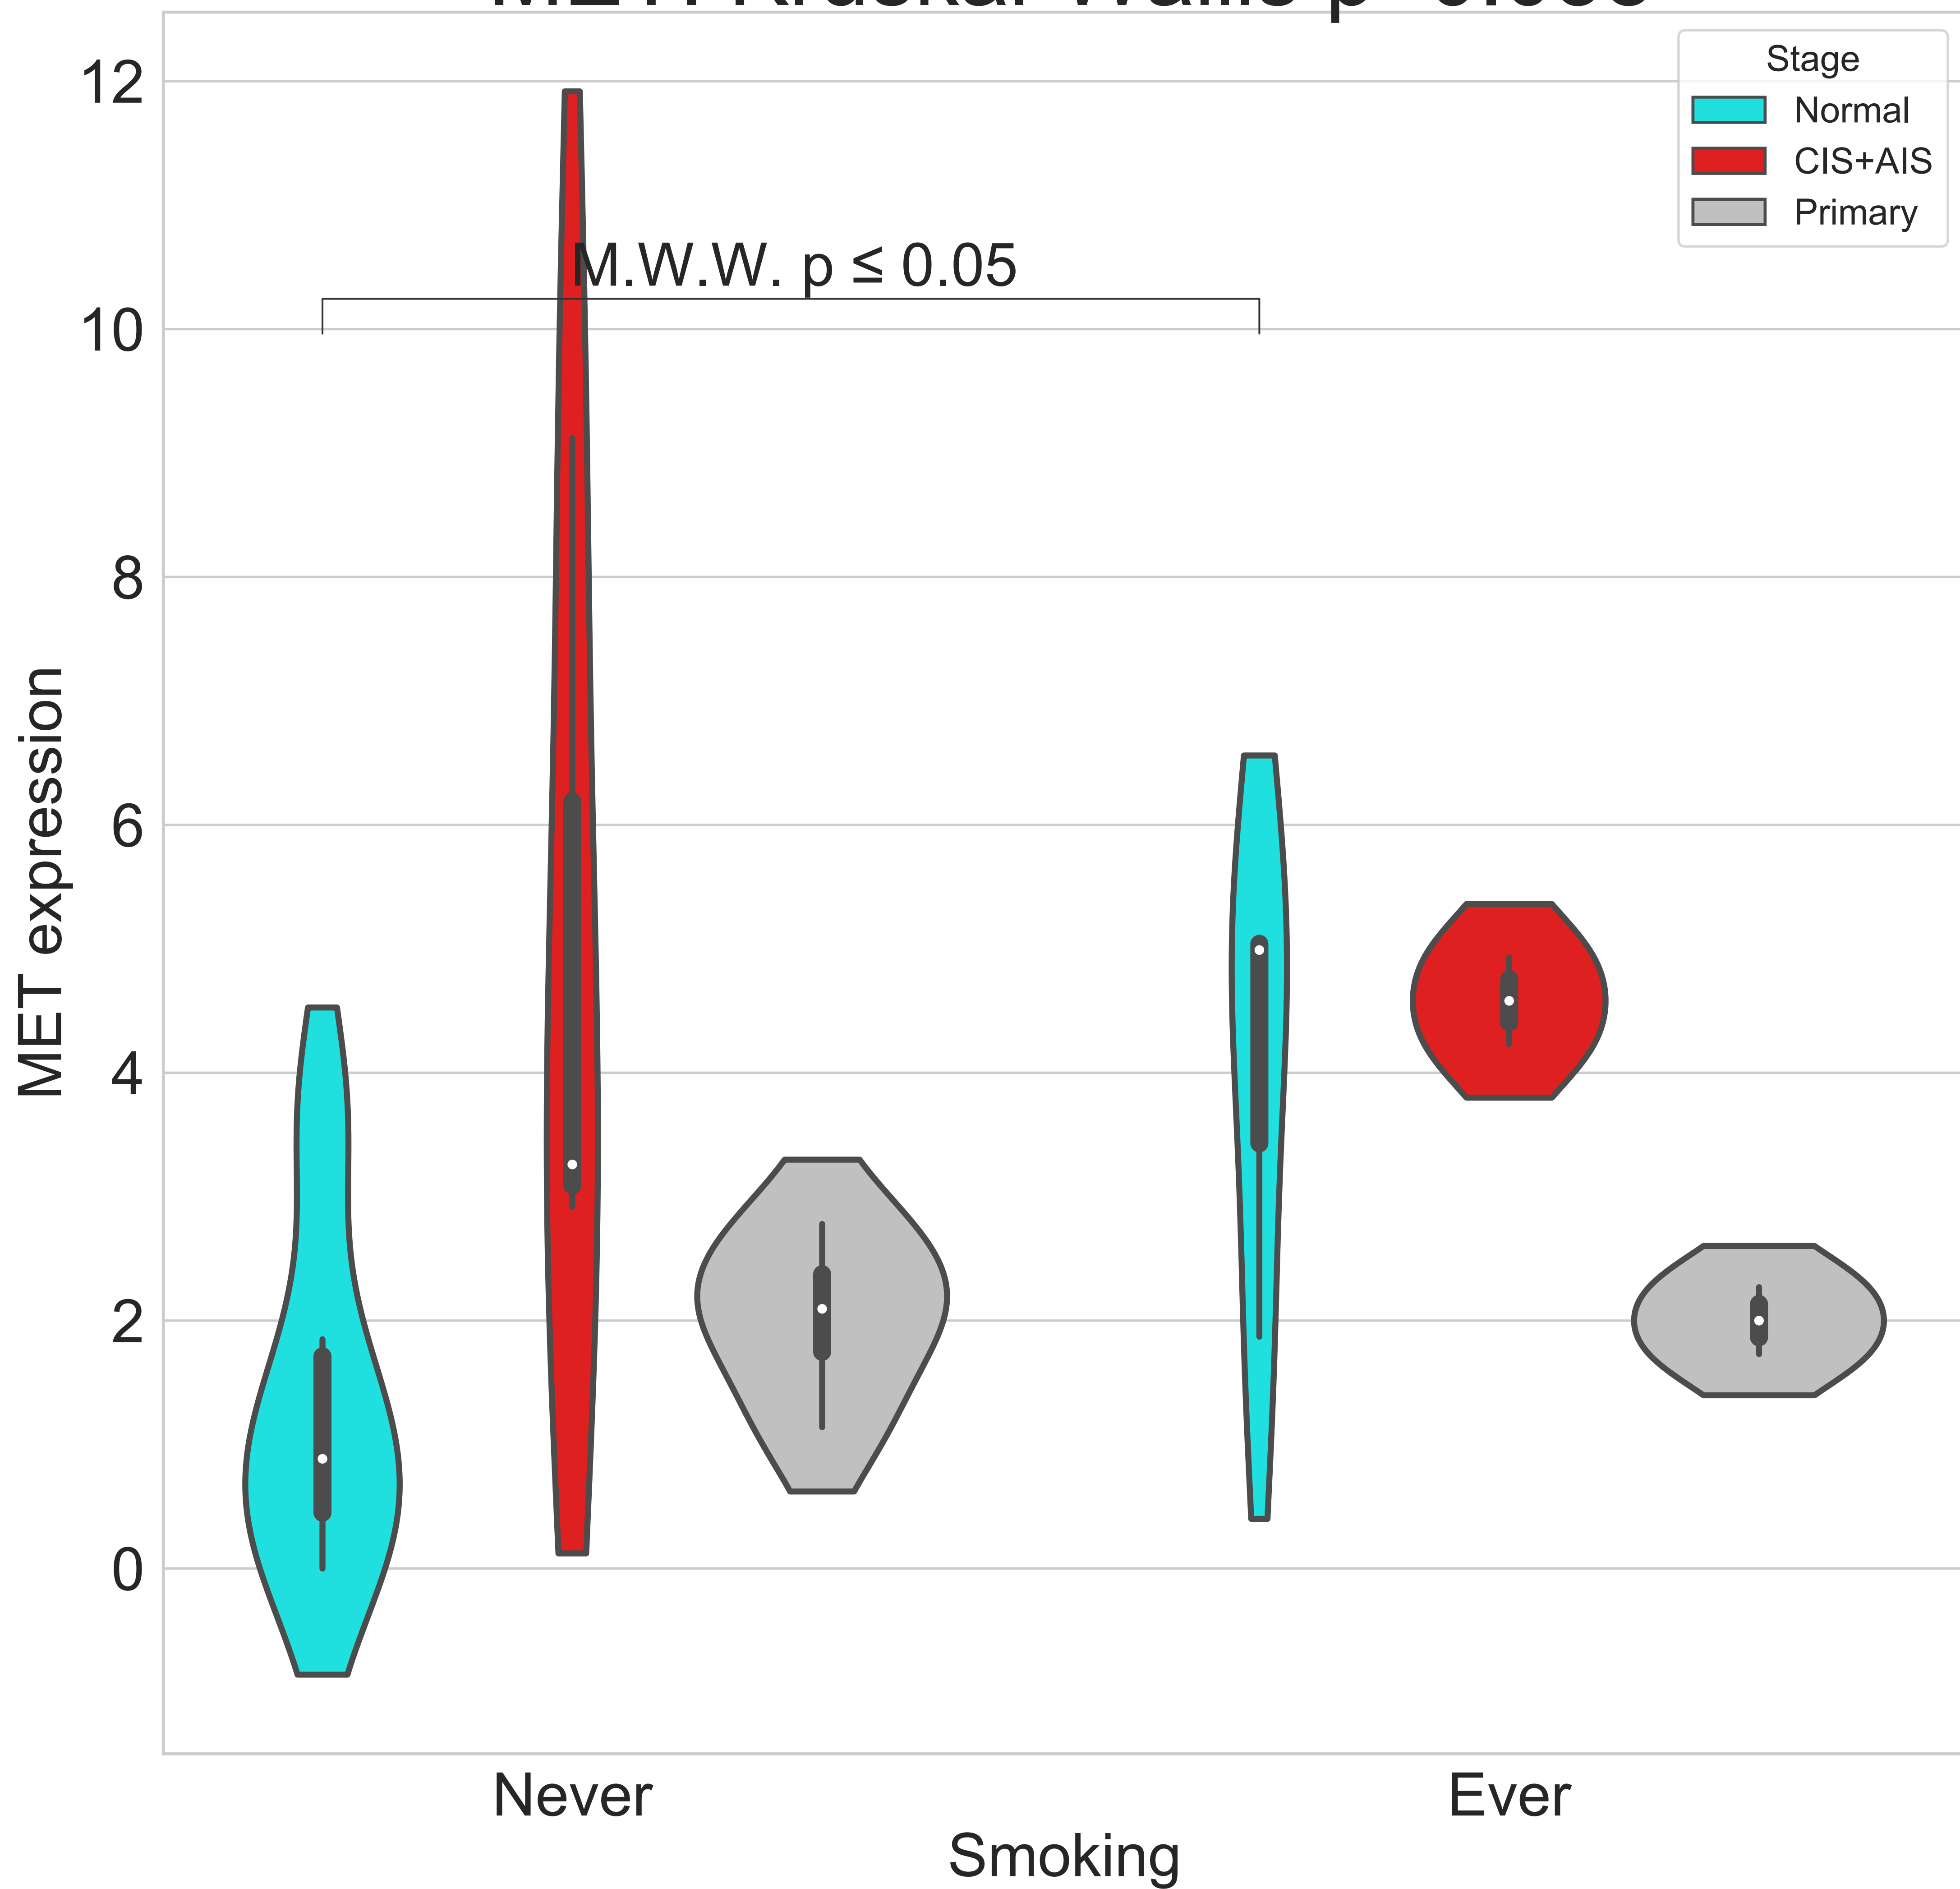 Stage
Normal
CIS+AIS
Primary
M.W.W. p ≤ 0.05
12
10
8
6
4
2
0
MET expression
Never
Ever
Smoking